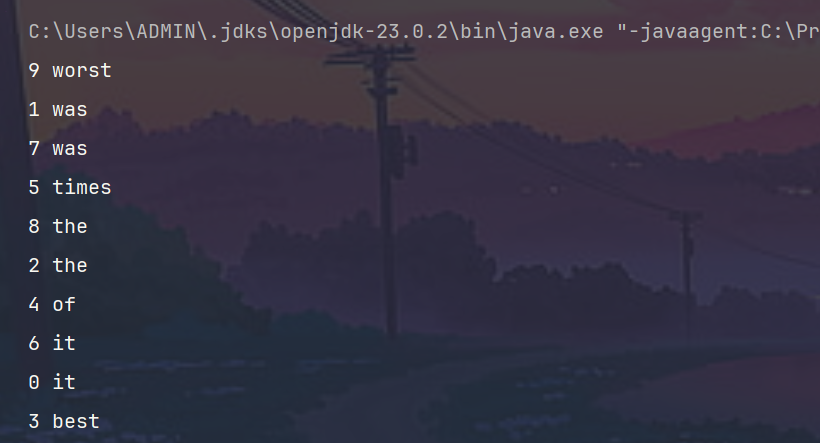 C:\Users\ADMIN\.jdks\openjdk-23.0.2\bin\java.exe "-javaagent:C:\Pr
9 worst
1 was
7 was
5 times
8 the
2 the
4 of
6 it
0 it
3 best